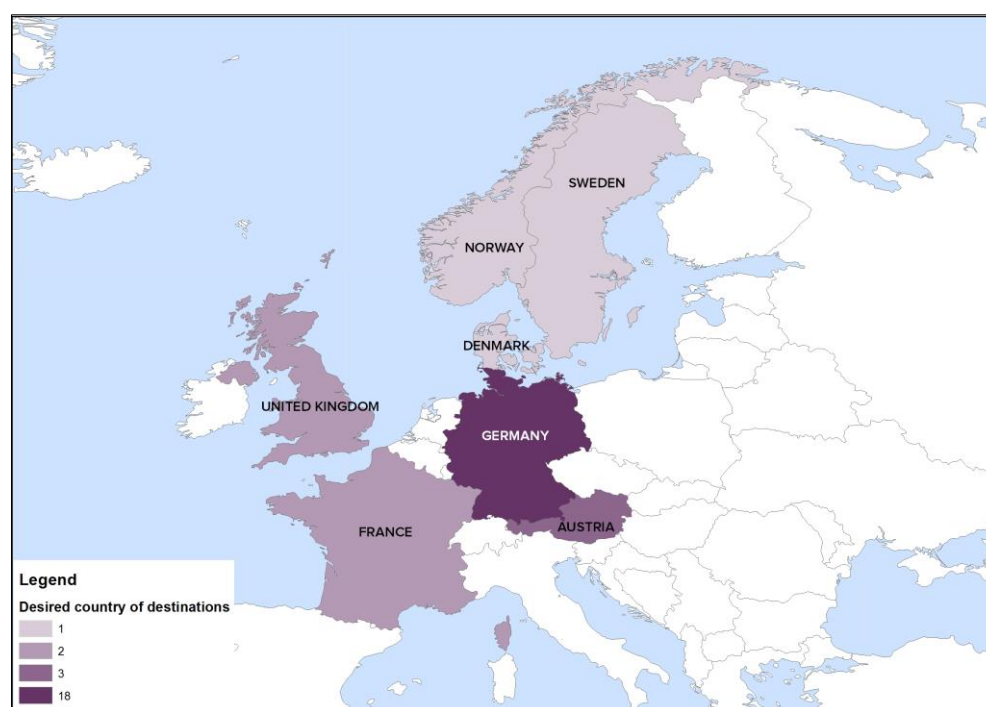 SWEDEN
NORWAY
DENMARK
UNITED KINGDOM
GERMANY
FRANCE
AUSTRIA
Legend
Desired country of destinations
1
2
3
18